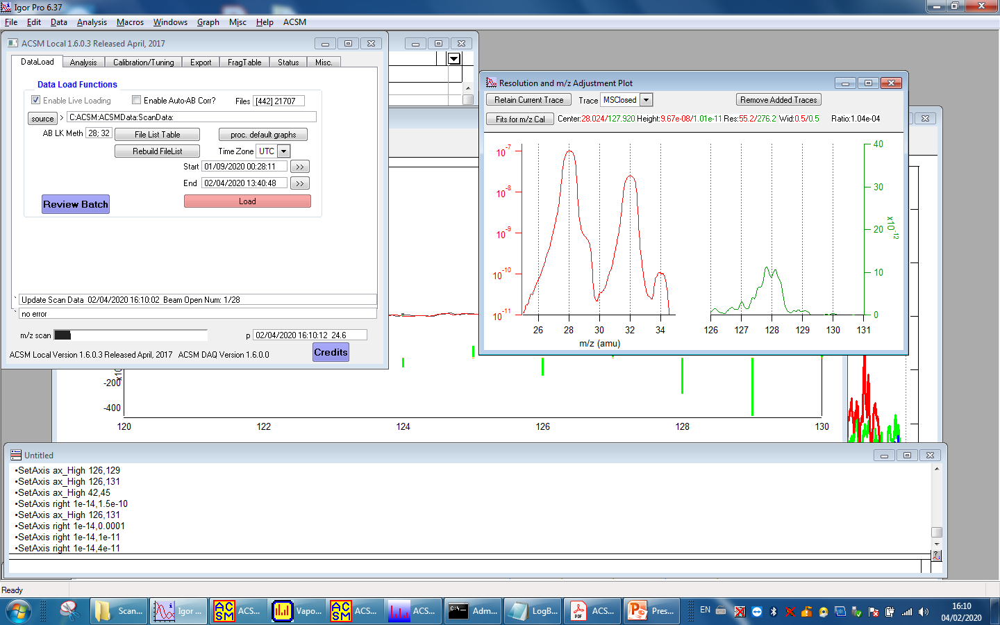 Igor Pro 6.37
File Edit Data Analysis Macros Windows Graph Misc Help ACSM
ACSM Local 1.6.0.3 Released April, 2017
DataLoad Analysis Calibration/Tuning Export FragTable Status Misc.
Data Load Functions
Enable Live Loading Enable Auto-AB Corr? Files [442] 21707
source > C:ACSM:ACSMData:ScanData:
AB LK Meth 28; 32 File List Table proc. default graphs
Rebuild FileList Time Zone UTC
Start 01/09/2020 00:28:11 >>
End 02/04/2020 13:40:48 >>
Review Batch Load
Update Scan Data 02/04/2020 16:10:02 Beam Open Num: 1/28
no error
m/z scan p 02/04/2020 16:10:12 24.6
ACSM Local Version 1.6.0.3 Released April, 2017 ACSM DAQ Version 1.6.0.0 Credits
Resolution and m/z Adjustment Plot
Retain Current Trace Trace MSClosed Remove Added Traces
Fits for m/z Cal Center:28.024/127.920 Height:9.67e-08/1.01e-11 Res:55.2/276.2 Wid:0.5/0.5 Ratio:1.04e-04
10-7
10-8
10-9
10-10
10-11
40
30
20
10
0
x10-12
26 28 30 32 34 126 127 128 129 130 131
m/z (amu)
-200
-400
120 122 124 126 128 130
Untitled
•SetAxis ax_High 126,129
•SetAxis ax_High 126,131
•SetAxis ax_High 42,45
•SetAxis right 1e-14,1.5e-10
•SetAxis ax_High 126,131
•SetAxis right 1e-14,0.0001
•SetAxis right 1e-14,1e-11
•SetAxis right 1e-14,4e-11
Ready
Scan... Igor ... ACS... Vapo... ACS... ACS... Adm... LogB... ACS... Pres... EN 16:10
04/02/2020